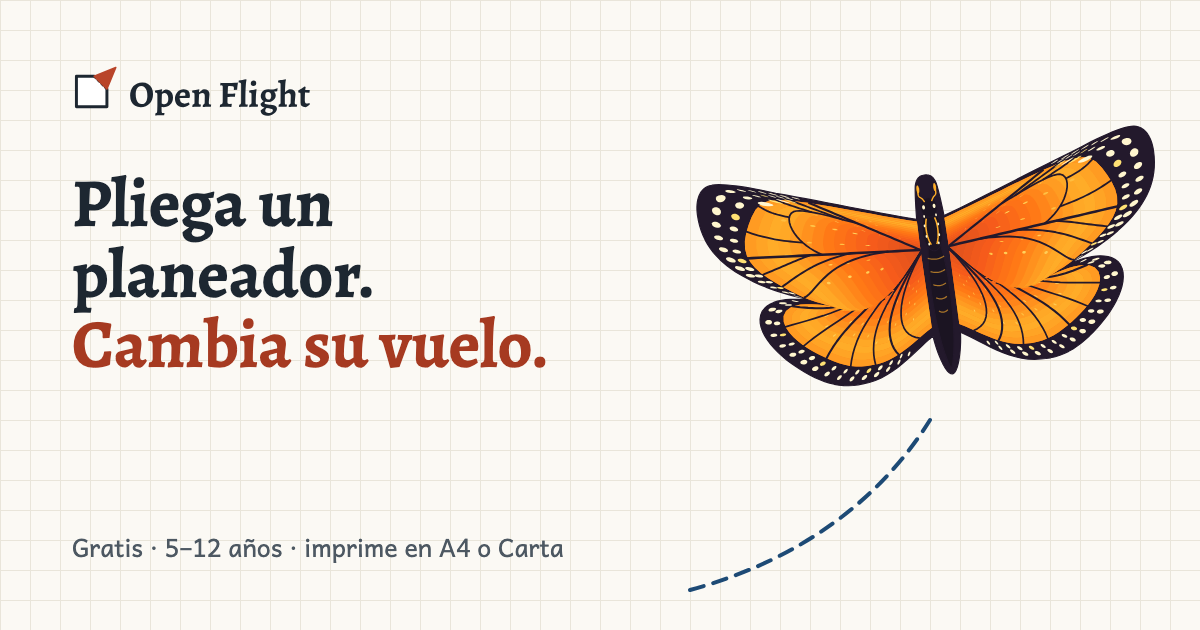 Open Flight
Pliega un
planeador.
Cambia su vuelo.
Gratis · 5–12 años · imprime en A4 o Carta